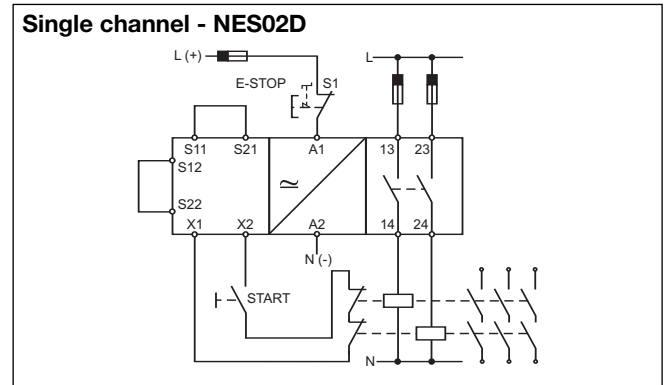 Single channel - NES02D
L (+)
L
E-STOP
S1
S11
S21
A1
13
23
S12
S22
X1
X2
A2
14
24
N (-)
START
N